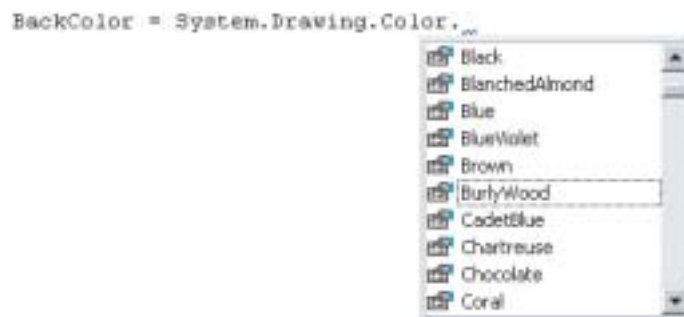 BackColor = System.Drawing.Color.
Black
BlanchedAlmond
Blue
BlueViolet
Brown
BurlyWood
CadetBlue
Chartreuse
Chocolate
Coral